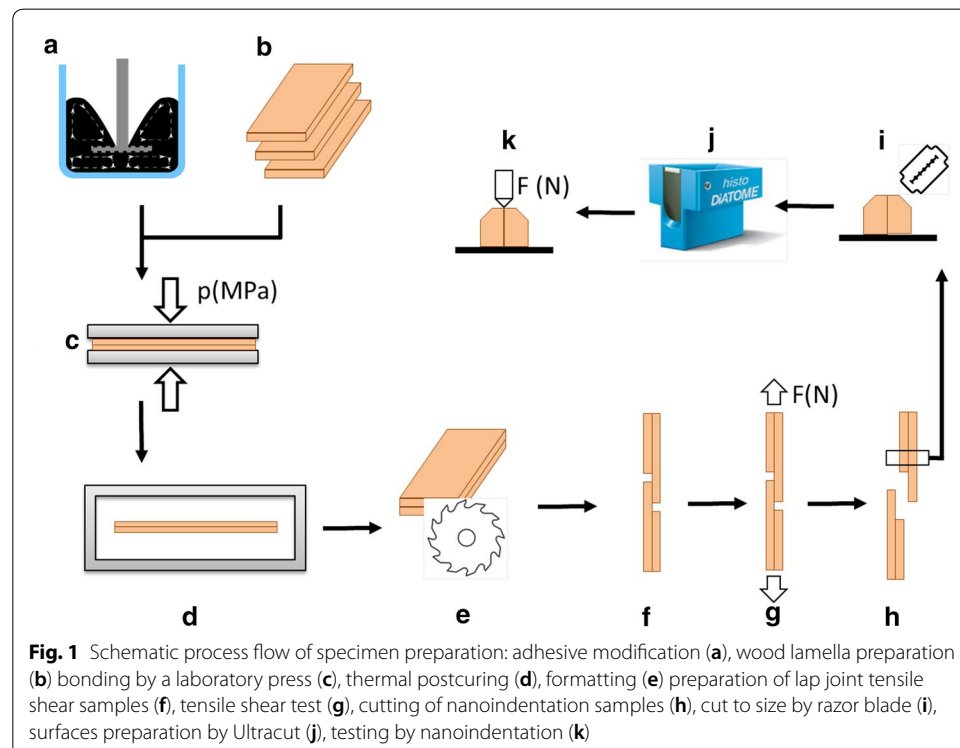 a
b
k
j
i
F (N)
histo
DiATOME
p(MPa)
c
F(N)
d
e
f
g
h
Fig. 1 Schematic process flow of specimen preparation: adhesive modification (a), wood lamella preparation
(b) bonding by a laboratory press (c), thermal postcuring (d), formatting (e) preparation of lap joint tensile
shear samples (f), tensile shear test (g), cutting of nanoindentation samples (h), cut to size by razor blade (i),
surfaces preparation by Ultracut (j), testing by nanoindentation (k)